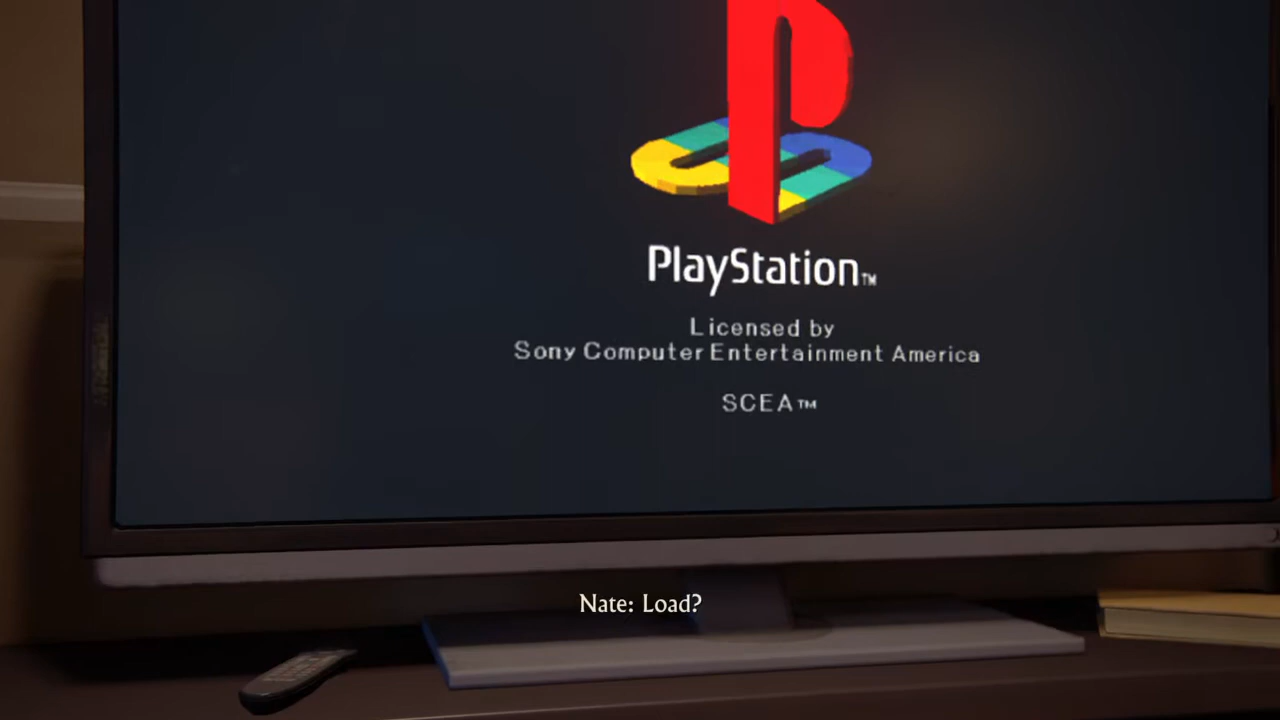 PlayStation™
Licensed by
Sony Computer Entertainment America
SCEA™
Nate: Load?